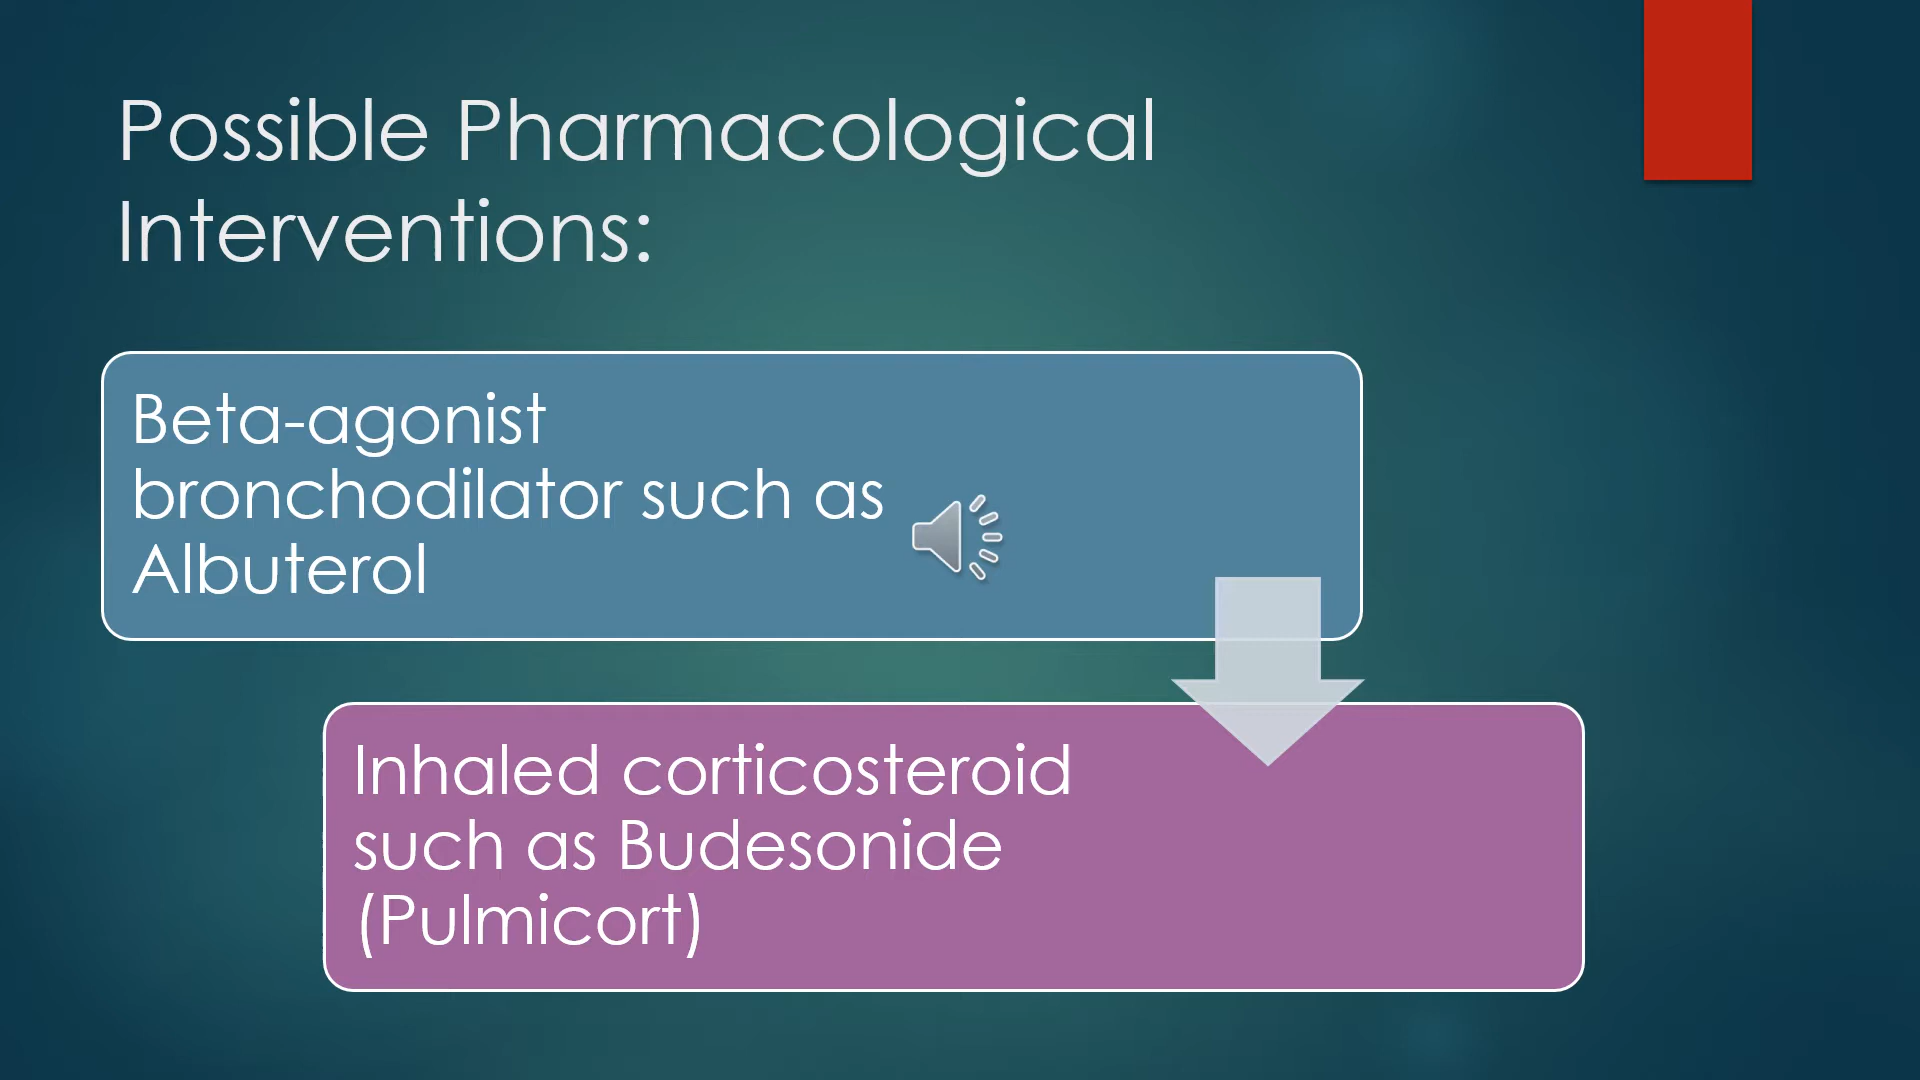 Possible Pharmacological
Interventions:
Beta-agonist
bronchodilator such as
Albuterol
Inhaled corticosteroid
such as Budesonide
(Pulmicort)